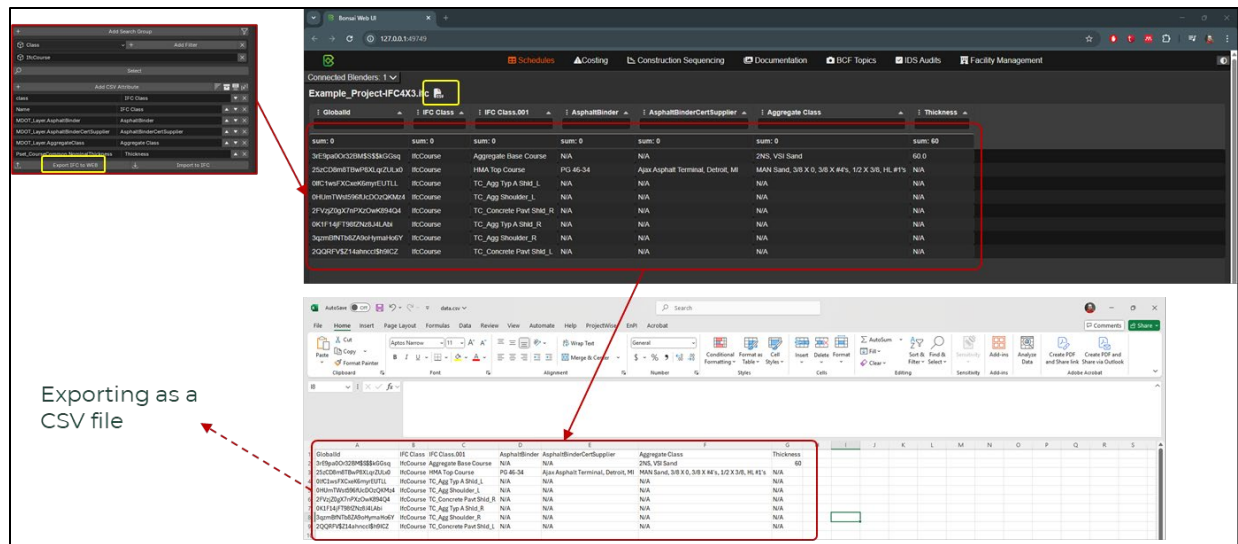 Add Search Group
Class
Add Filter
IfcCourse
Select
Add CSV Attribute
class IFC Class
Name IFC Class
MDOT_Layer.AsphaltBinder AsphaltBinder
MDOT_Layer.AsphaltBinderCertSupplier AsphaltBinderCertSupplier
MDOT_Layer.AggregateClass Aggregate Class
Pset_CourseCommon.NominalThickness Thickness
Export IFC to WEB Import to IFC
Bonsai Web UI
127.0.0.1:49749
Schedules Costing Construction Sequencing Documentation BCF Topics IDS Audits Facility Management
Connected Blenders: 1
Example_Project-IFC4X3.ifc
GlobalId IFC Class IFC Class.001 AsphaltBinder AsphaltBinderCertSupplier Aggregate Class Thickness
sum: 0 sum: 0 sum: 0 sum: 0 sum: 0 sum: 0 sum: 60
IfcCourse Aggregate Base Course N/A N/A 2NS, VSI Sand 60.0
IfcCourse HMA Top Course PG 46-34 Ajax Asphalt Terminal, Detroit, MI MAN Sand, 3/8 X 0, 3/8 X #4's, 1/2 X 3/8, HL #1's N/A
IfcCourse TC_Agg Typ A Shld_L N/A N/A N/A N/A
IfcCourse TC_Agg Shoulder_L N/A N/A N/A N/A
IfcCourse TC_Concrete Pavt Shld_R N/A N/A N/A N/A
IfcCourse TC_Agg Typ A Shld_R N/A N/A N/A N/A
IfcCourse TC_Agg Shoulder_R N/A N/A N/A N/A
IfcCourse TC_Concrete Pavt Shld_L N/A N/A N/A N/A
AutoSave Off data.csv Search
File Home Insert Page Layout Formulas Data Review View Automate Help ProjectWise EnPi Acrobat Comments Share
Paste Cut Copy Format Painter
Aptos Narrow 11 Wrap Text Merge & Center General
Conditional Formatting Format as Table Cell Styles Insert Delete Format
AutoSum Fill Clear Sort & Filter Find & Select Sensitivity Add-ins Analyze Data Create PDF and Share link Create PDF and Share via Outlook
Clipboard Font Alignment Number Styles Cells Editing Sensitivity Add-ins Adobe Acrobat
A B C D E F G I J K L M N O P Q R S
GlobalId IFC Class IFC Class.001 AsphaltBinder AsphaltBinderCertSupplier Aggregate Class Thickness
IfcCourse Aggregate Base Course N/A N/A 2NS, VSI Sand 60
IfcCourse HMA Top Course PG 46-34 Ajax Asphalt Terminal, Detroit, MI MAN Sand, 3/8 X 0, 3/8 X #4's, 1/2 X 3/8, HL #1's N/A
IfcCourse TC_Agg Typ A Shld_L N/A N/A N/A N/A
IfcCourse TC_Agg Shoulder_L N/A N/A N/A N/A
IfcCourse TC_Concrete Pavt Shld_R N/A N/A N/A N/A
IfcCourse TC_Agg Typ A Shld_R N/A N/A N/A N/A
IfcCourse TC_Agg Shoulder_R N/A N/A N/A N/A
IfcCourse TC_Concrete Pavt Shld_L N/A N/A N/A N/A
Exporting as a
CSV file